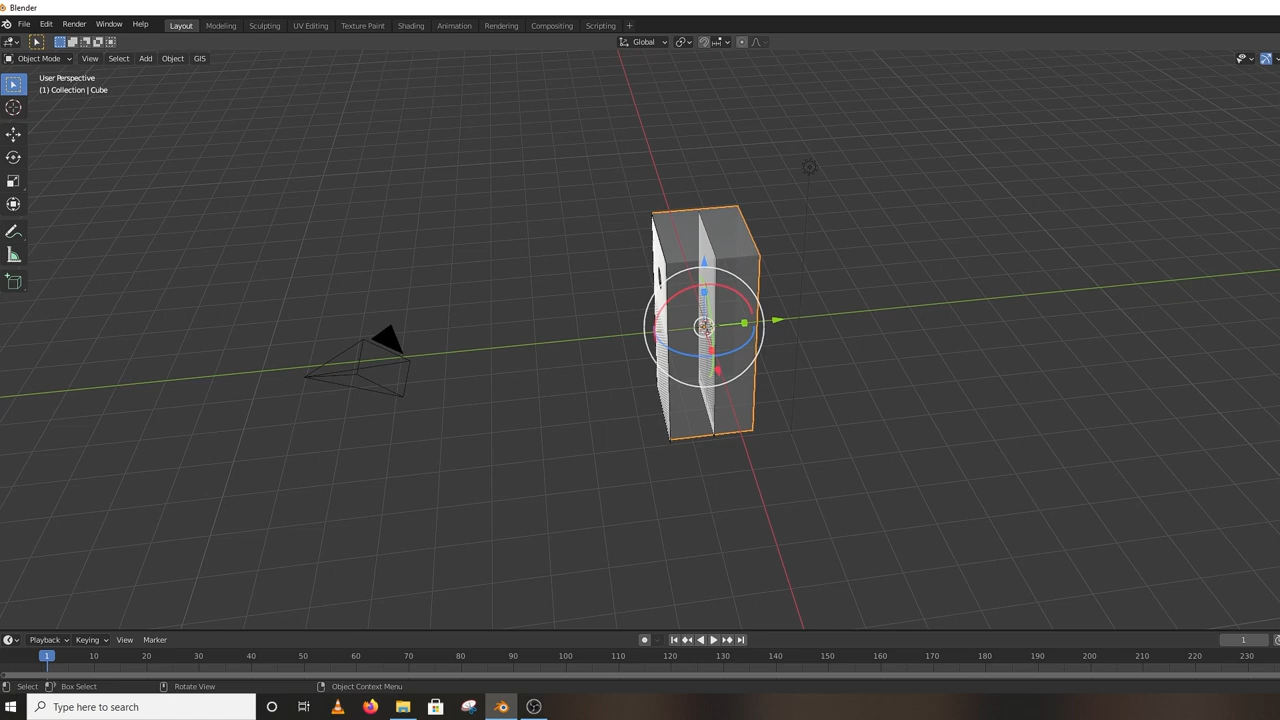 Blender
File Edit Render Window Help Layout Modeling Sculpting UV Editing Texture Paint Shading Animation Rendering Compositing Scripting +
Global
Object Mode View Select Add Object GIS
User Perspective
(1) Collection | Cube
Playback Keying View Marker 1
1 10 20 30 40 50 60 70 80 90 100 110 120 130 140 150 160 170 180 190 200 210 220 230
Select Box Select Rotate View Object Context Menu
Type here to search